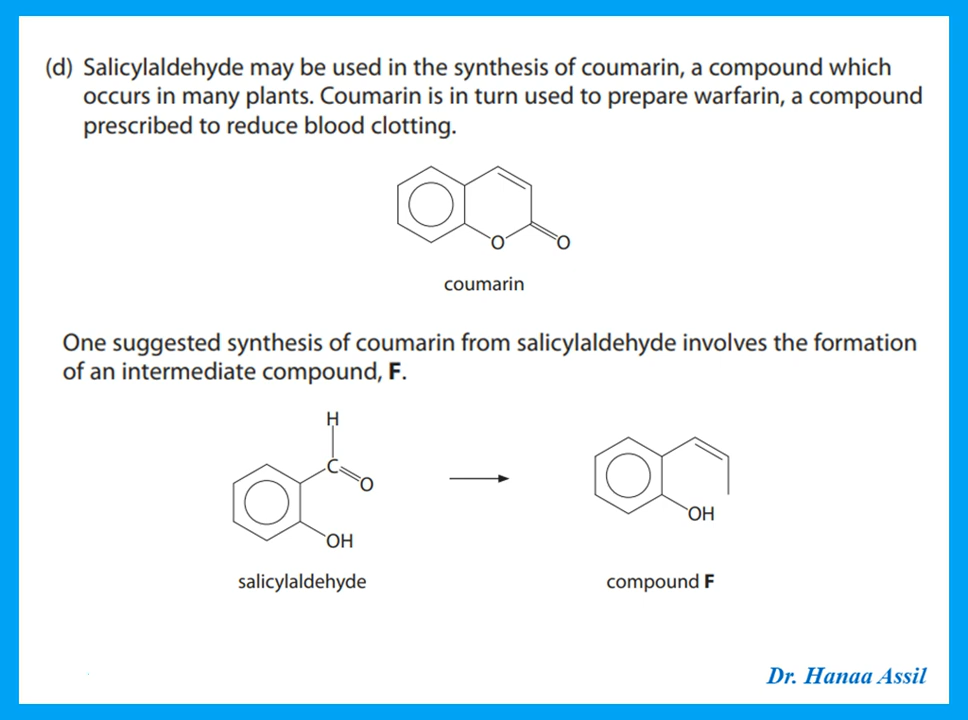 (d) Salicylaldehyde may be used in the synthesis of coumarin, a compound which
occurs in many plants. Coumarin is in turn used to prepare warfarin, a compound
prescribed to reduce blood clotting.
O
O
coumarin
One suggested synthesis of coumarin from salicylaldehyde involves the formation
of an intermediate compound, F.
H
C
O
OH
OH
salicylaldehyde
compound F
Dr. Hanaa Assil